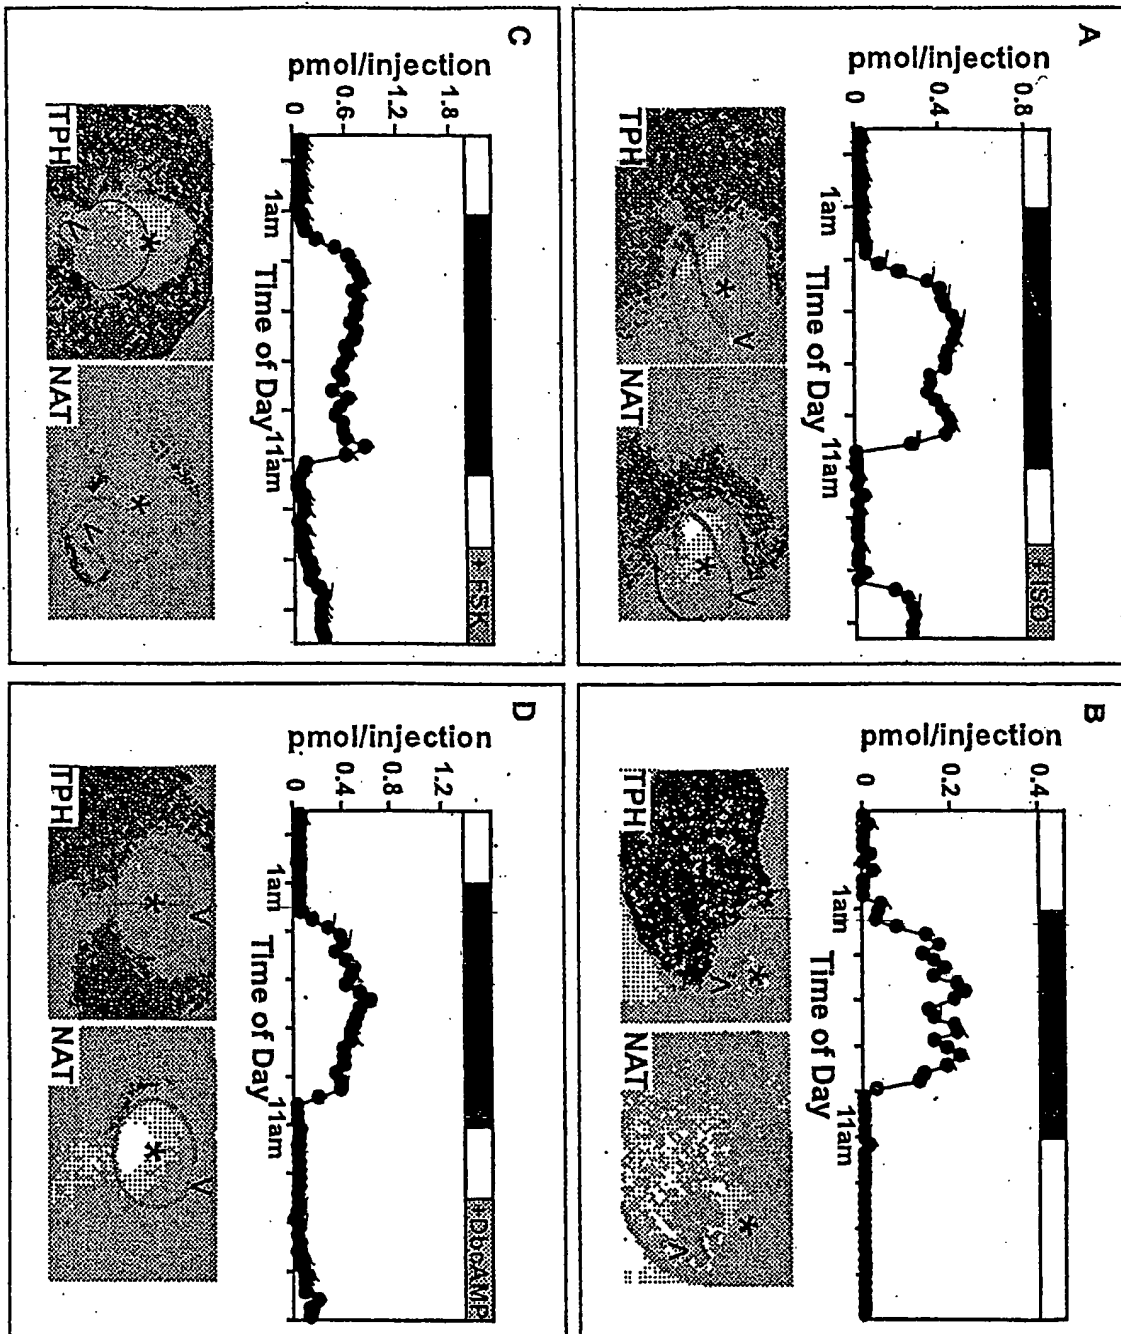 A
pmol/injection
0.8
0.4
0
+ISO
1am
11am
Time of Day
TPH
V
NAT
V
B
pmol/injection
0.4
0.2
0
1am
11am
Time of Day
TPH
V
NAT
V
C
pmol/injection
1.8
1.2
0.6
0
+FSK
1am
11am
Time of Day
TPH
V
NAT
V
D
pmol/injection
1.2
0.8
0.4
0
+DbcAMP
1am
11am
Time of Day
TPH
V
NAT
V